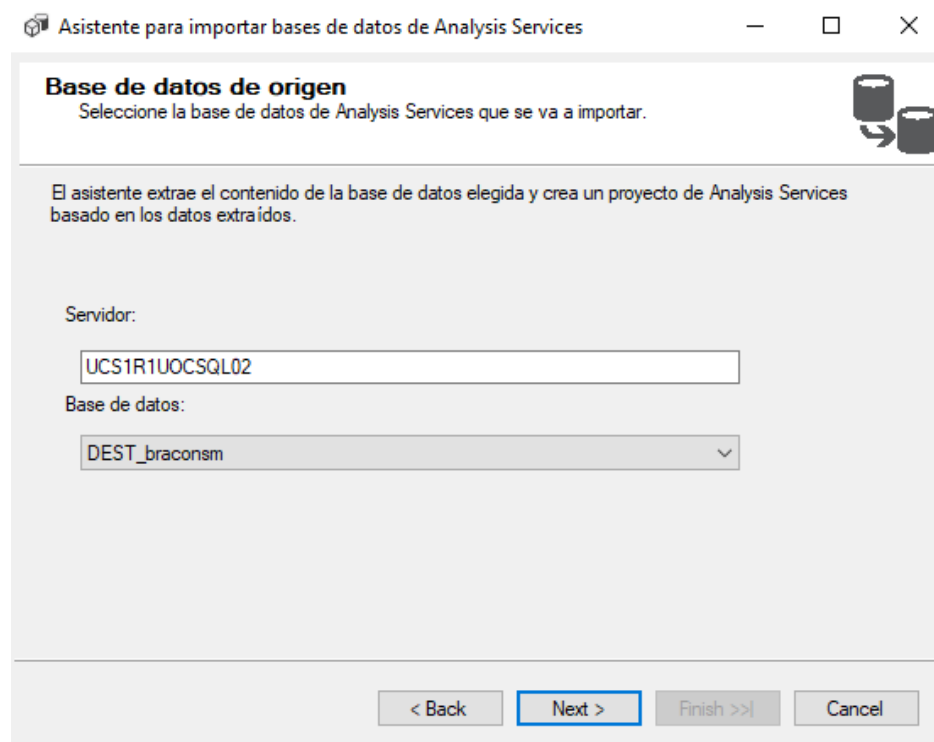 Asistente para importar bases de datos de Analysis Services
Base de datos de origen
Seleccione la base de datos de Analysis Services que se va a importar.
El asistente extrae el contenido de la base de datos elegida y crea un proyecto de Analysis Services
basado en los datos extraídos.
Servidor:
UCS1R1UOCSQL02
Base de datos:
DEST_braconsm
< Back
Next >
Finish >>|
Cancel